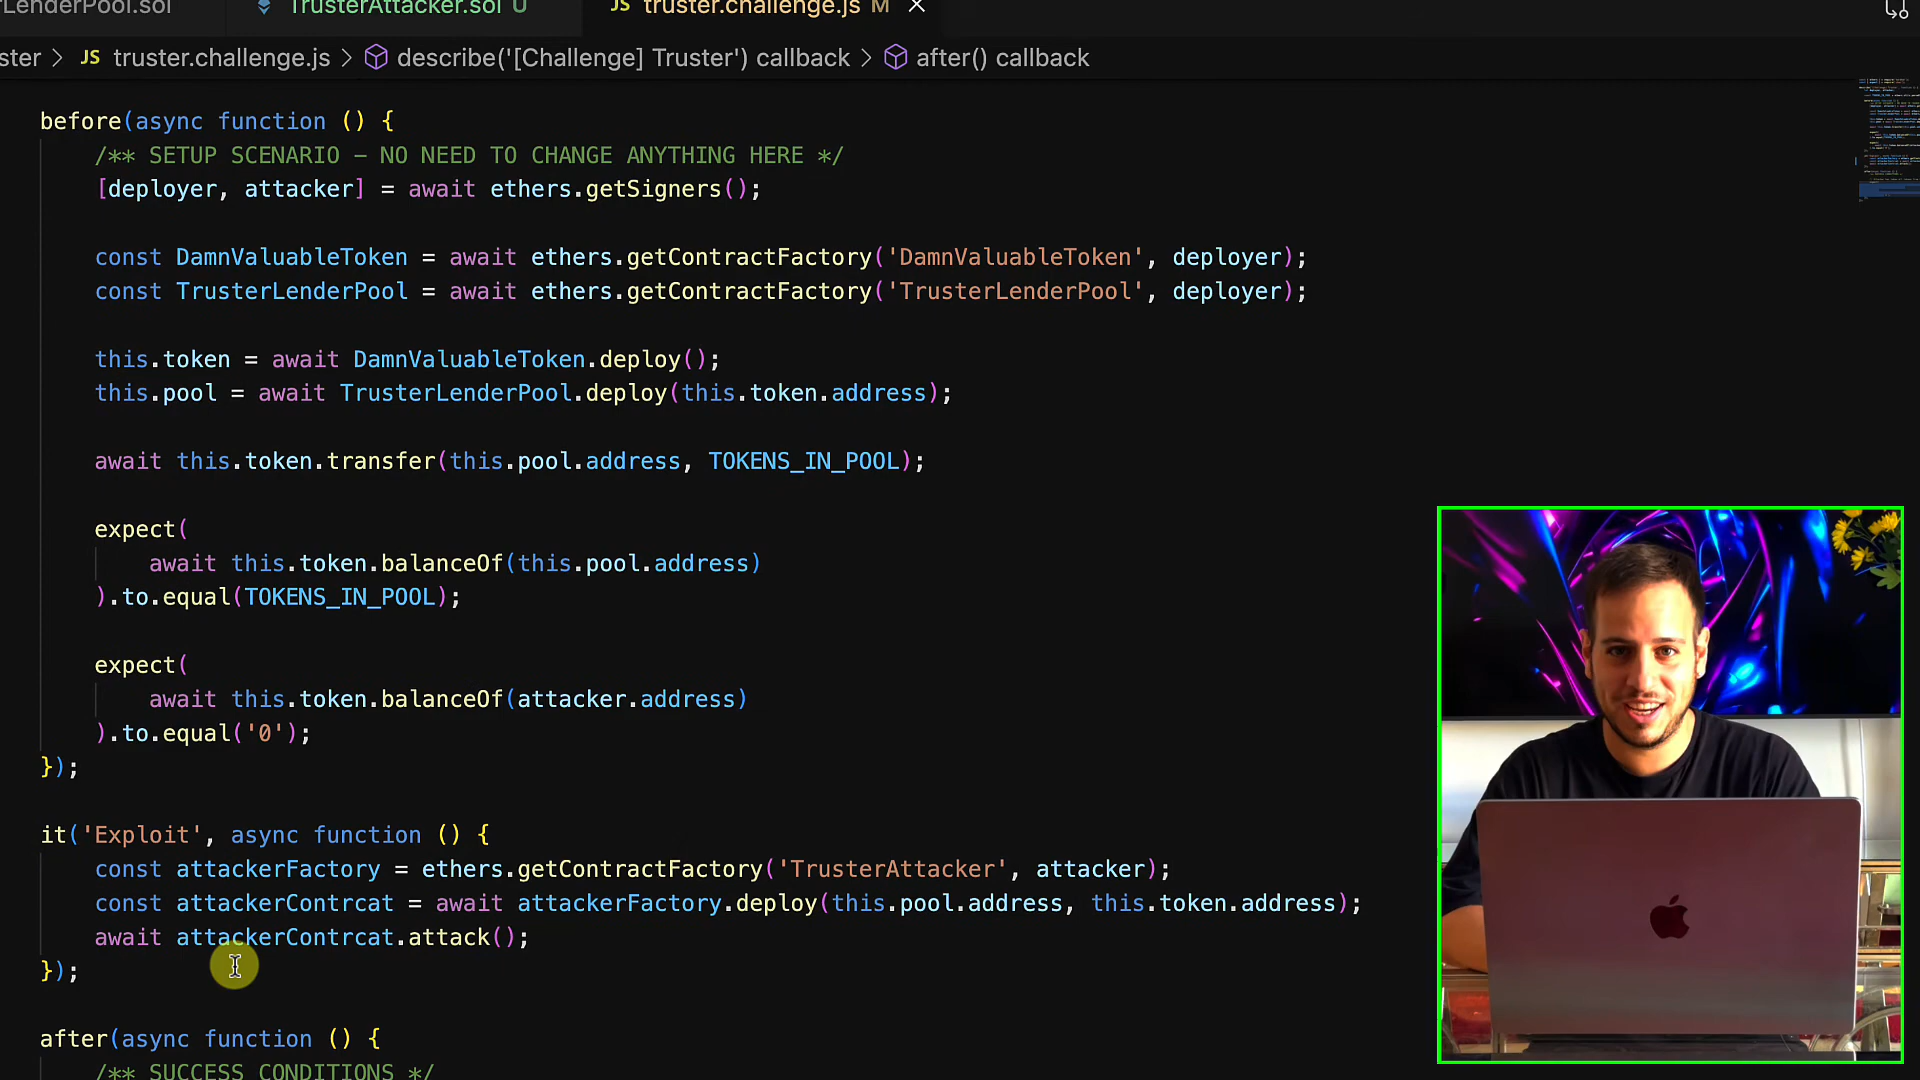 LenderPool.sol
TrusterAttacker.sol U
JS truster.challenge.js M
ster > JS truster.challenge.js > describe('[Challenge] Truster') callback > after() callback
before(async function () {
/** SETUP SCENARIO – NO NEED TO CHANGE ANYTHING HERE */
[deployer, attacker] = await ethers.getSigners();
const DamnValuableToken = await ethers.getContractFactory('DamnValuableToken', deployer);
const TrusterLenderPool = await ethers.getContractFactory('TrusterLenderPool', deployer);
this.token = await DamnValuableToken.deploy();
this.pool = await TrusterLenderPool.deploy(this.token.address);
await this.token.transfer(this.pool.address, TOKENS_IN_POOL);
expect(
await this.token.balanceOf(this.pool.address)
).to.equal(TOKENS_IN_POOL);
expect(
await this.token.balanceOf(attacker.address)
).to.equal('0');
});
it('Exploit', async function () {
const attackerFactory = ethers.getContractFactory('TrusterAttacker', attacker);
const attackerContrcat = await attackerFactory.deploy(this.pool.address, this.token.address);
await attackerContrcat.attack();
});
after(async function () {
/** SUCCESS CONDITIONS */